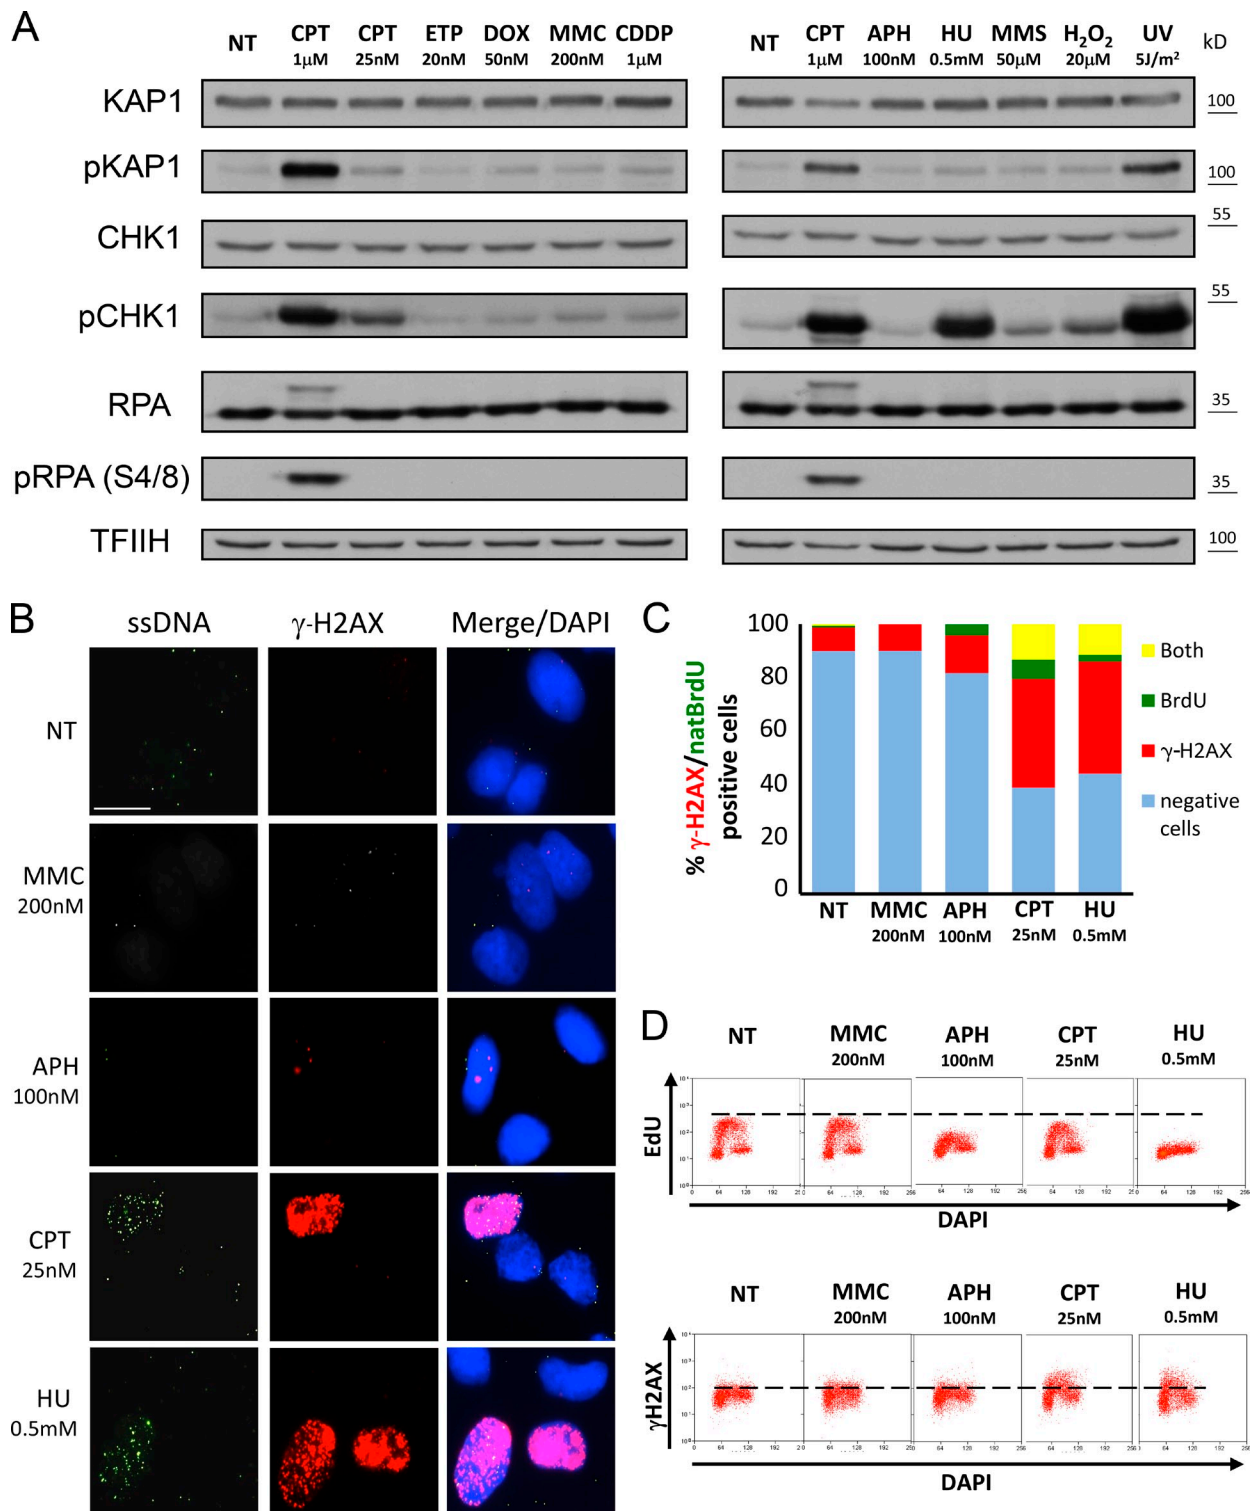 A
NT CPT CPT ETP DOX MMC CDDP
1µM 25nM 20nM 50nM 200nM 1µM
NT CPT APH HU MMS H₂O₂ UV kD
1µM 100nM 0.5mM 50µM 20µM 5J/m²
KAP1 100
pKAP1 100
CHK1 55
pCHK1 55
RPA 35
pRPA (S4/8) 35
TFIIH 100
B
ssDNA γ-H2AX Merge/DAPI
NT
MMC
200nM
APH
100nM
CPT
25nM
HU
0.5mM
C
% γ-H2AX/natBrdU
positive cells
100
80
60
40
20
0
NT MMC APH CPT HU
200nM 100nM 25nM 0.5mM
Both
BrdU
γ-H2AX
negative
cells
D
NT MMC APH CPT HU
200nM 100nM 25nM 0.5mM
EdU
DAPI
NT MMC APH CPT HU
200nM 100nM 25nM 0.5mM
γH2AX
DAPI